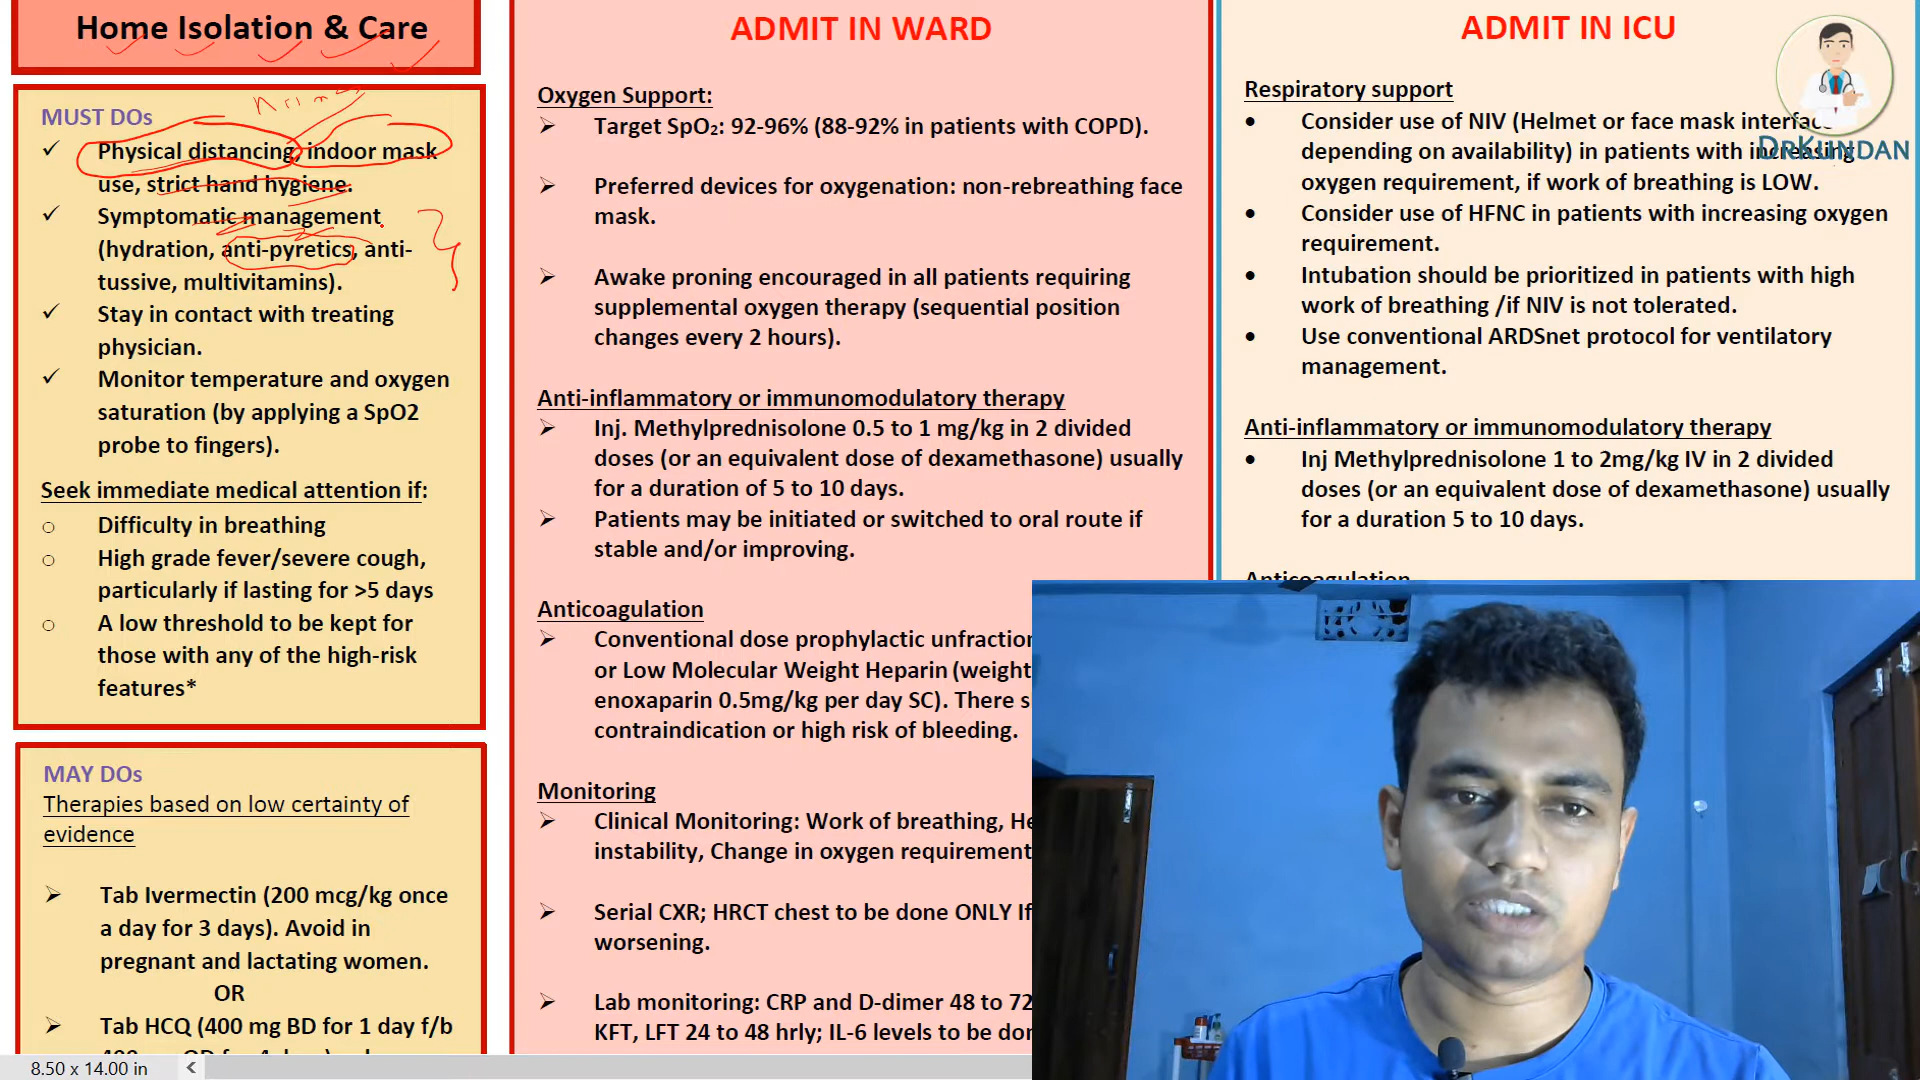 Home Isolation & Care
MUST DOs
Physical distancing, indoor mask
use, strict hand hygiene.
Symptomatic management
(hydration, anti-pyretics, anti-
tussive, multivitamins).
Stay in contact with treating
physician.
Monitor temperature and oxygen
saturation (by applying a SpO2
probe to fingers).
Seek immediate medical attention if:
Difficulty in breathing
High grade fever/severe cough,
particularly if lasting for >5 days
A low threshold to be kept for
those with any of the high-risk
features*
MAY DOs
Therapies based on low certainty of
evidence
Tab Ivermectin (200 mcg/kg once
a day for 3 days). Avoid in
pregnant and lactating women.
OR
Tab HCQ (400 mg BD for 1 day f/b
8.50 x 14.00 in
ADMIT IN WARD
Oxygen Support:
Target SpO₂: 92-96% (88-92% in patients with COPD).
Preferred devices for oxygenation: non-rebreathing face
mask.
Awake proning encouraged in all patients requiring
supplemental oxygen therapy (sequential position
changes every 2 hours).
Anti-inflammatory or immunomodulatory therapy
Inj. Methylprednisolone 0.5 to 1 mg/kg in 2 divided
doses (or an equivalent dose of dexamethasone) usually
for a duration of 5 to 10 days.
Patients may be initiated or switched to oral route if
stable and/or improving.
Anticoagulation
Conventional dose prophylactic
or Low Molecular Weight Heparin (weight
enoxaparin 0.5mg/kg per day SC). There
contraindication or high risk of bleeding.
Monitoring
Clinical Monitoring: Work of breathing,
instability, Change in oxygen requirement
Serial CXR; HRCT chest to be done ONLY If
worsening.
Lab monitoring: CRP and D-dimer 48 to 72
KFT, LFT 24 to 48 hrly; IL-6 levels to be
ADMIT IN ICU
Respiratory support
Consider use of NIV (Helmet or face mask interface
depending on availability) in patients with increasing
oxygen requirement, if work of breathing is LOW.
Consider use of HFNC in patients with increasing oxygen
requirement.
Intubation should be prioritized in patients with high
work of breathing /if NIV is not tolerated.
Use conventional ARDSnet protocol for ventilatory
management.
Anti-inflammatory or immunomodulatory therapy
Inj Methylprednisolone 1 to 2mg/kg IV in 2 divided
doses (or an equivalent dose of dexamethasone) usually
for a duration 5 to 10 days.
Anticoagulation
DRKUNDAN